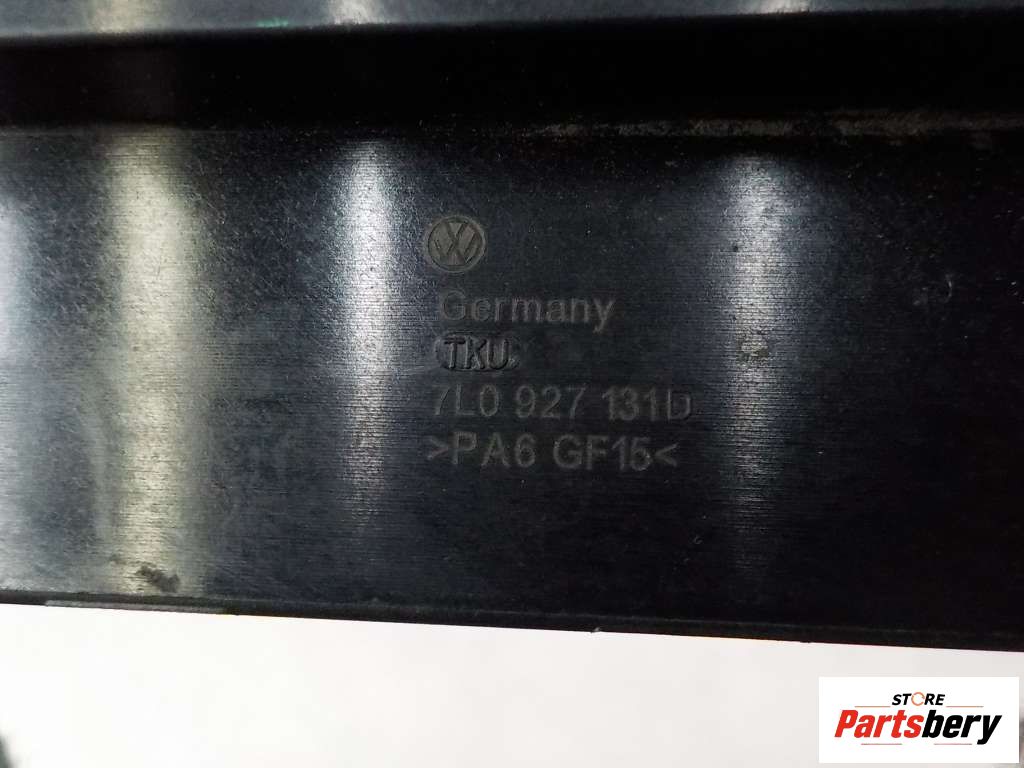 Germany
TKU
7L0 927 131D
>PA6 GF15<
STORE
Partsbery